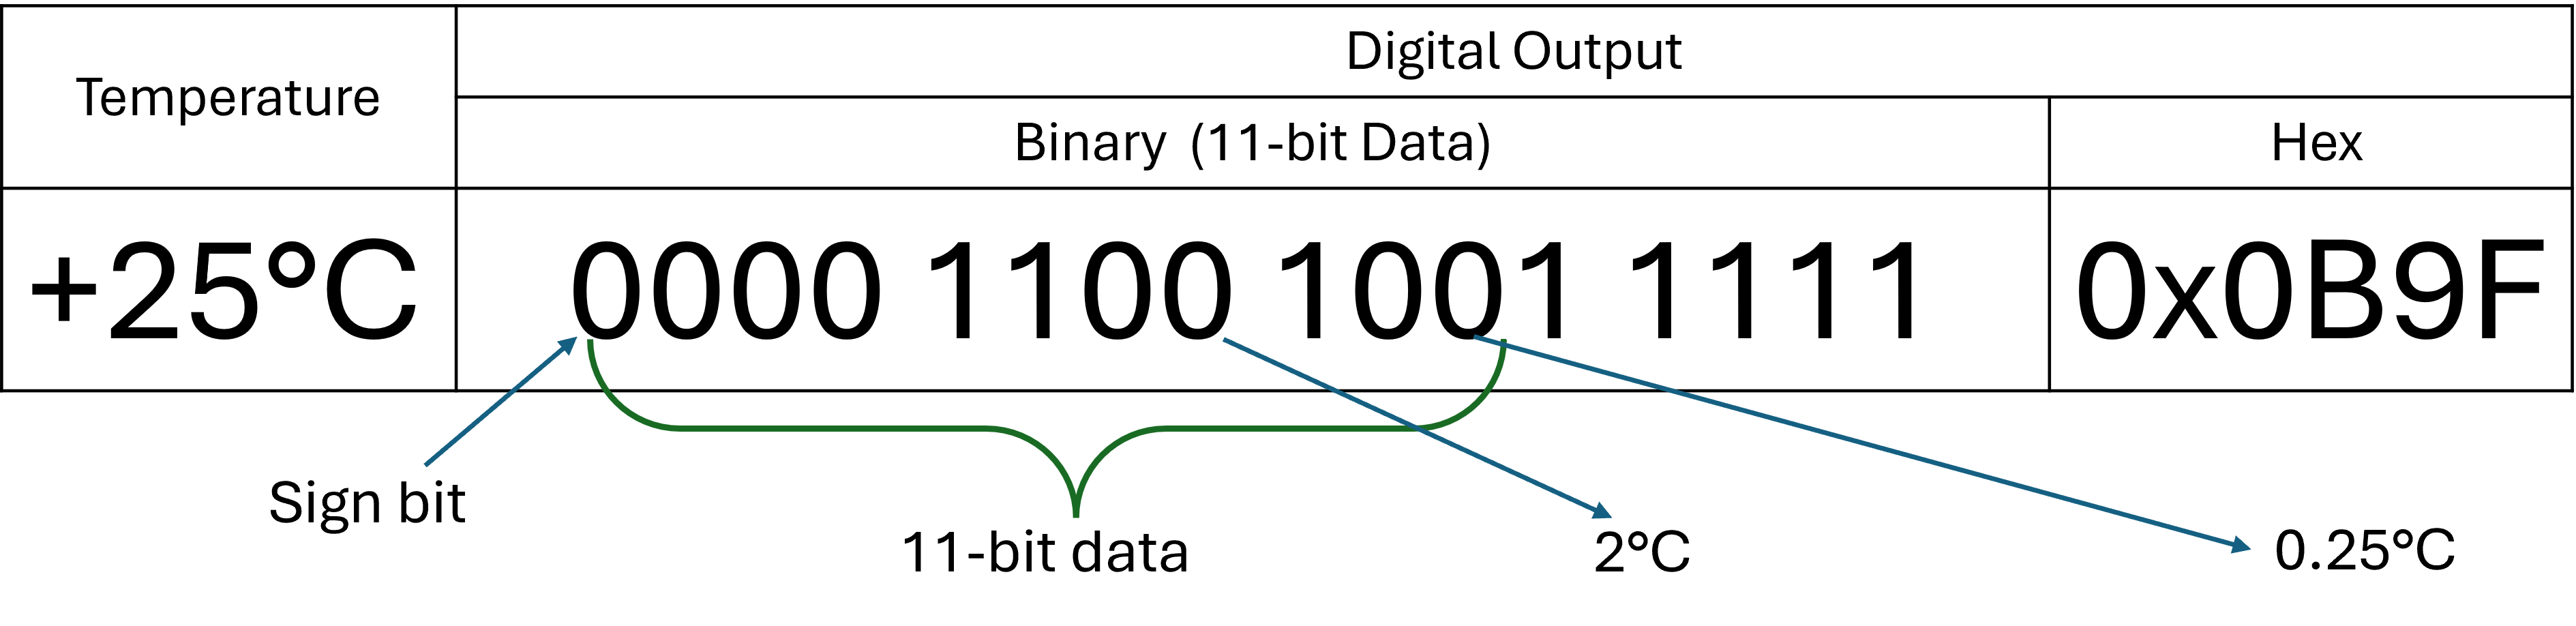 Temperature
Digital Output
Binary (11-bit Data)
Hex
+25°C
0000 1100 1001 1111
0x0B9F
Sign bit
11-bit data
2°C
0.25°C